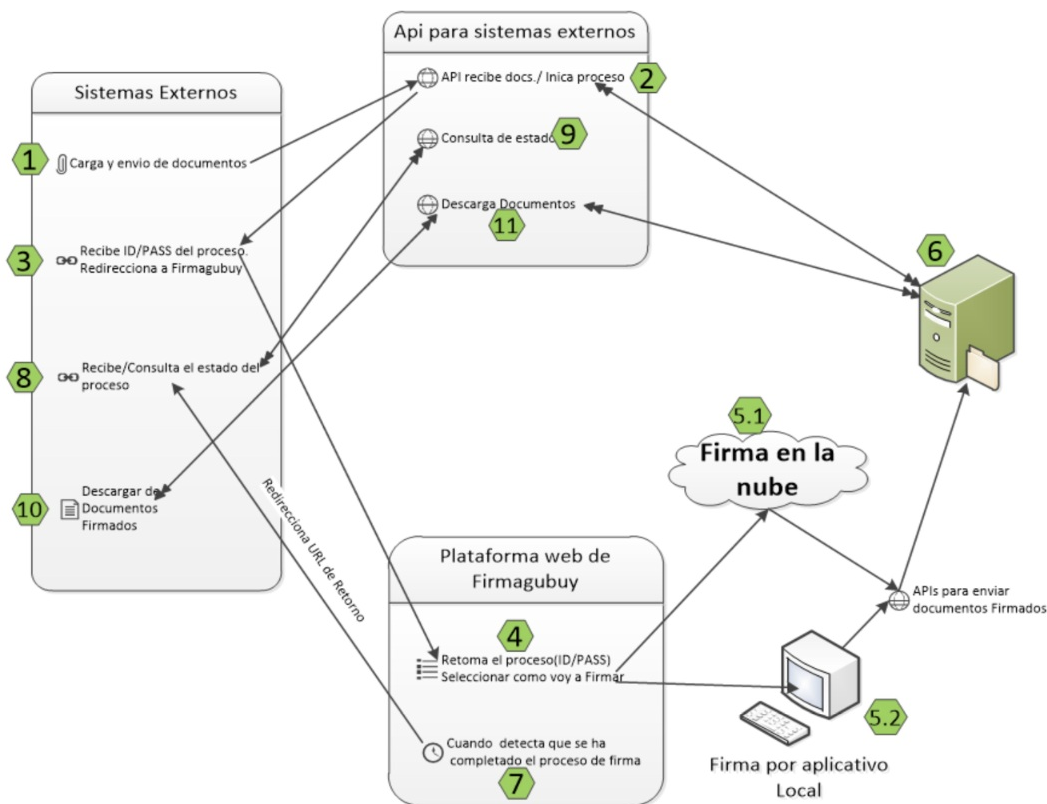 Sistemas Externos
1
Carga y envio de documentos
3
Recibe ID/PASS del proceso.
Redirecciona a Firmagubuy
8
Recibe/Consulta el estado del
proceso
10
Descargar de
Documentos
Firmados
Api para sistemas externos
API recibe docs./ Inica proceso
2
Consulta de estado
9
Descarga Documentos
11
6
5.1
Firma en la
nube
Redirecciona URL de Retorno
Plataforma web de
Firmagubuy
4
Retoma el proceso(ID/PASS)
Seleccionar como voy a Firmar
Cuando detecta que se ha
completado el proceso de firma
7
APIs para enviar
documentos Firmados
5.2
Firma por aplicativo
Local